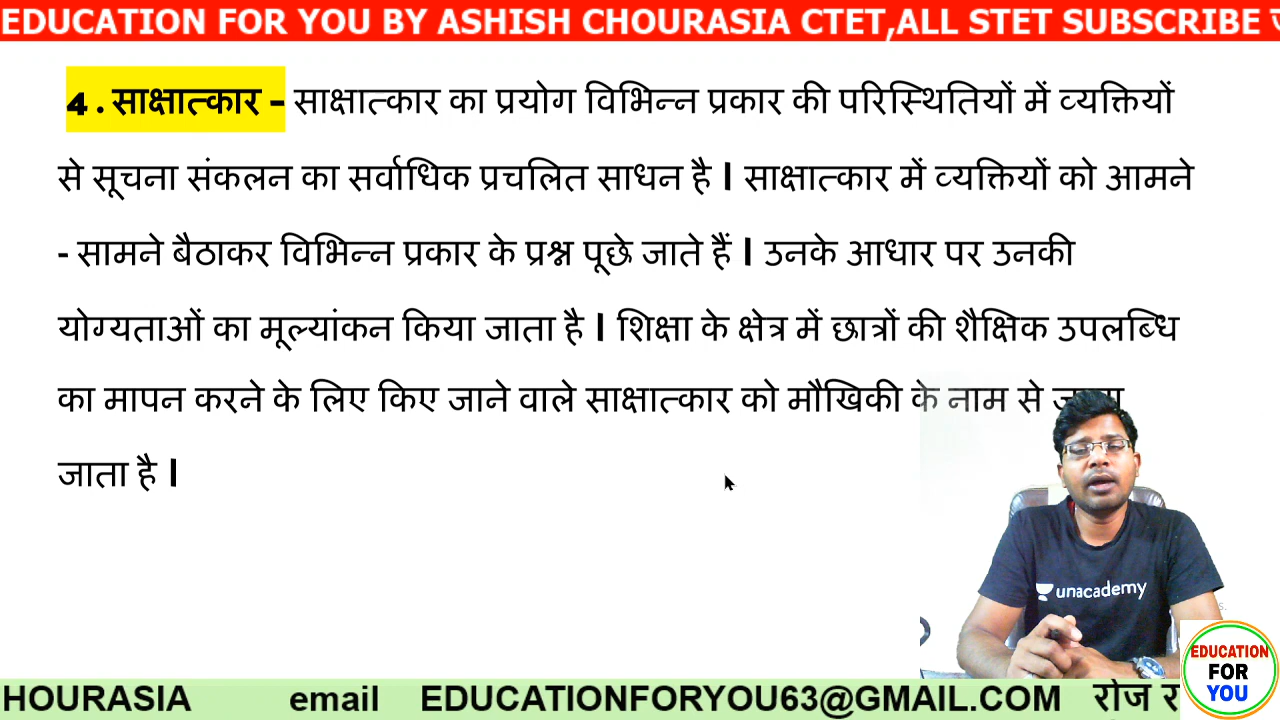 EDUCATION FOR YOU BY ASHISH CHOURASIA CTET,ALL STET SUBSCRIBE
4 . साक्षात्कार – साक्षात्कार का प्रयोग विभिन्न प्रकार की परिस्थितियों में व्यक्तियों
से सूचना संकलन का सर्वाधिक प्रचलित साधन है । साक्षात्कार में व्यक्तियों को आमने
- सामने बैठाकर विभिन्न प्रकार के प्रश्न पूछे जाते हैं । उनके आधार पर उनकी
योग्यताओं का मूल्यांकन किया जाता है । शिक्षा के क्षेत्र में छात्रों की शैक्षिक उपलब्धि
का मापन करने के लिए किए जाने वाले साक्षात्कार को मौखिकी के नाम से
जाता है ।
unacademy
EDUCATION
FOR
YOU
HOURASIA email EDUCATIONFORYOU63@GMAIL.COM रोज